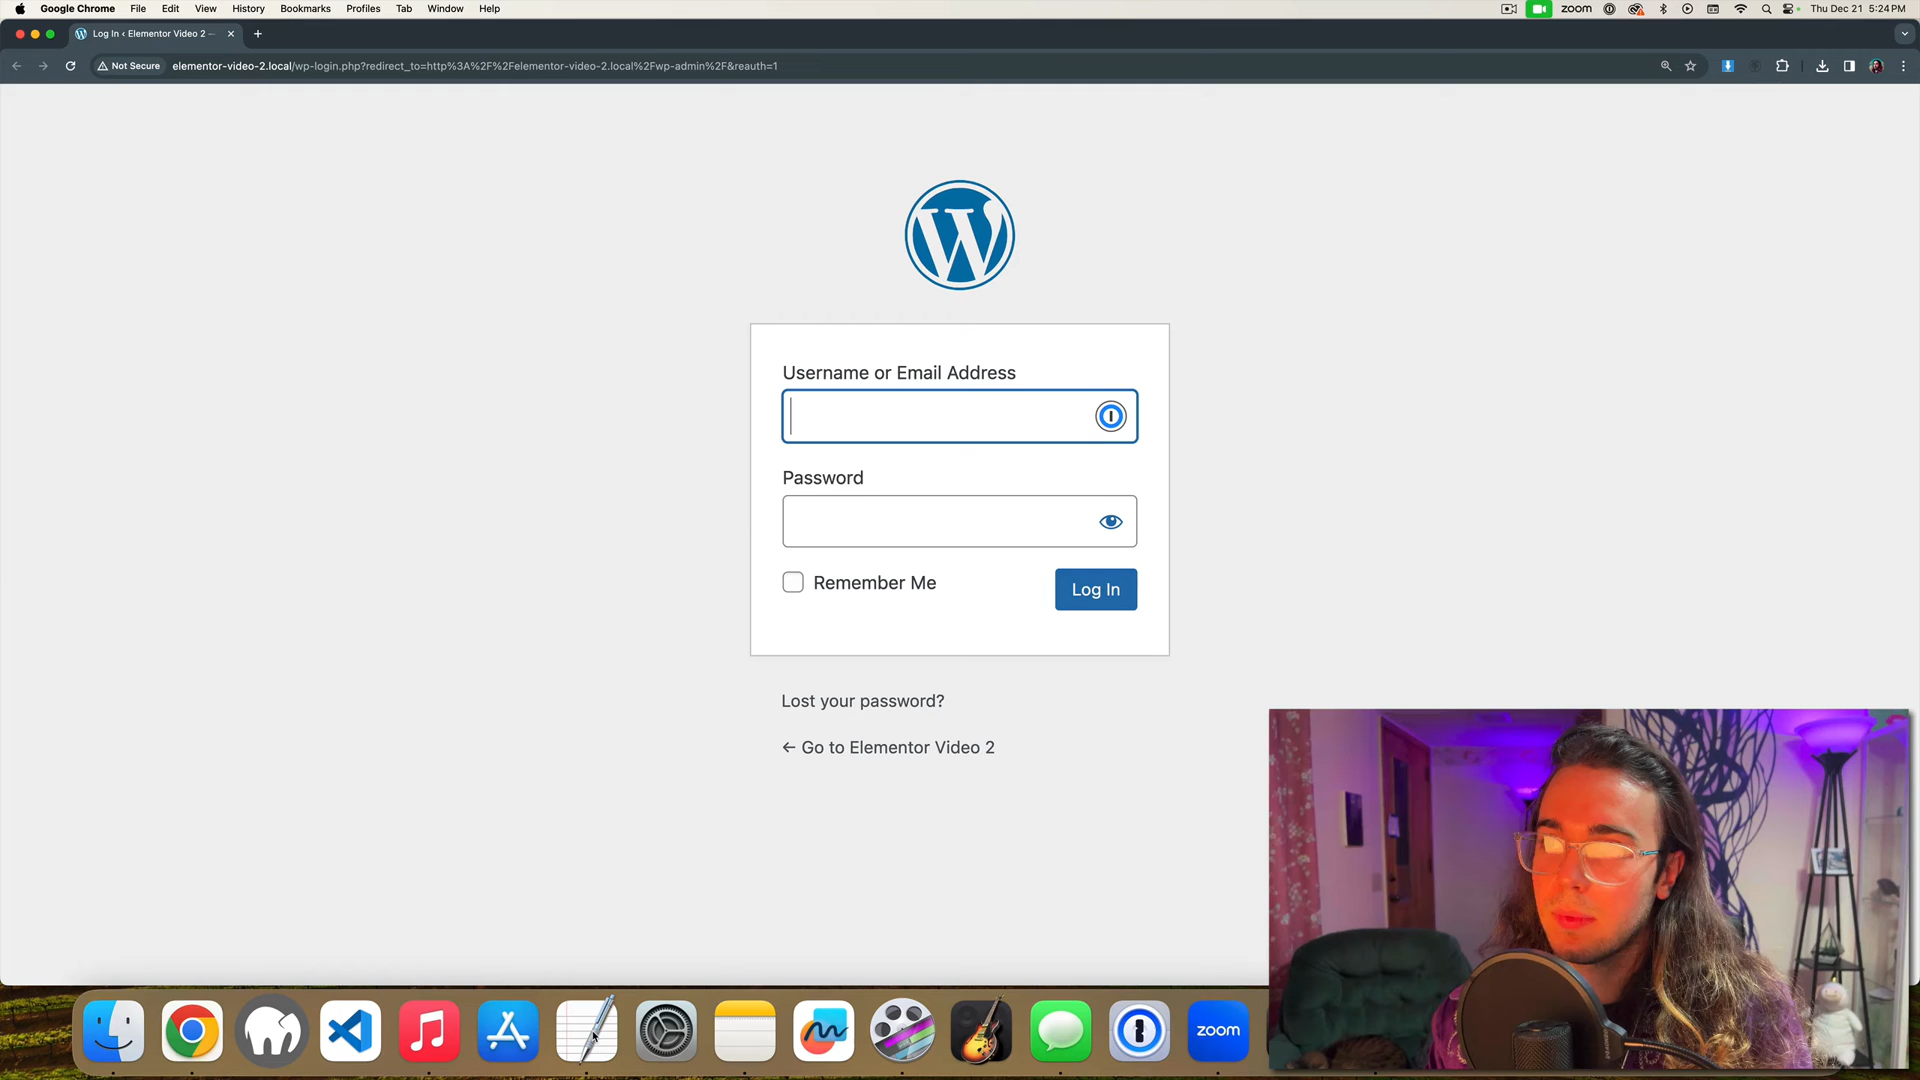 Google Chrome File Edit View History Bookmarks Profiles Tab Window Help zoom Thu Dec 21 5:24 PM
Log In ‹ Elementor Video 2 —
Not Secure elementor-video-2.local/wp-login.php?redirect_to=http%3A%2F%2Felementor-video-2.local%2Fwp-admin%2F&reauth=1
Username or Email Address
Password
Remember Me Log In
Lost your password?
← Go to Elementor Video 2
zoom